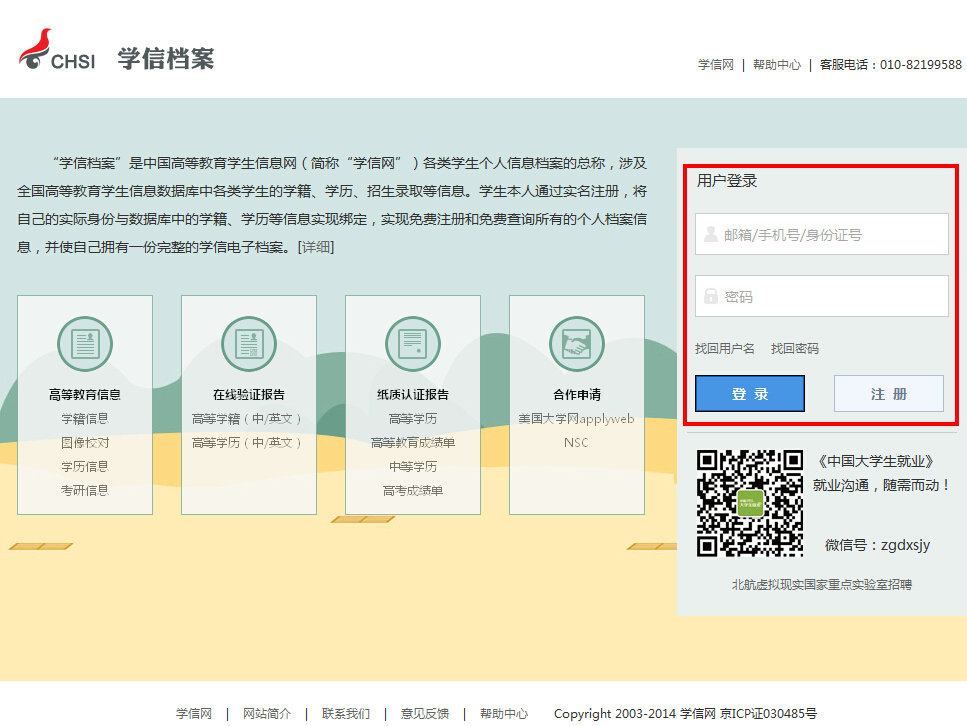 CHSI 学信档案
学信网 | 帮助中心 | 客服电话：010-82199588
“学信档案”是中国高等教育学生信息网（简称“学信网”）各类学生个人信息档案的总称，涉及
全国高等教育学生信息数据库中各类学生的学籍、学历、招生录取等信息。学生本人通过实名注册，将
自己的实际身份与数据库中的学籍、学历等信息实现绑定，实现免费注册和免费查询所有的个人档案信
息，并使自己拥有一份完整的学信电子档案。[详细]
高等教育信息
学籍信息
图像校对
学历信息
考研信息
在线验证报告
高等学籍（中/英文）
高等学历（中/英文）
纸质认证报告
高等学历
高等教育成绩单
中等学历
高考成绩单
合作申请
美国大学网applyweb
NSC
用户登录
邮箱/手机号/身份证号
密码
找回用户名 找回密码
登 录 注 册
《中国大学生就业》
就业沟通，随需而动！
微信号：zgdxsjy
北航虚拟现实国家重点实验室招聘
学信网 | 网站简介 | 联系我们 | 意见反馈 | 帮助中心 Copyright 2003-2014 学信网 京ICP证030485号